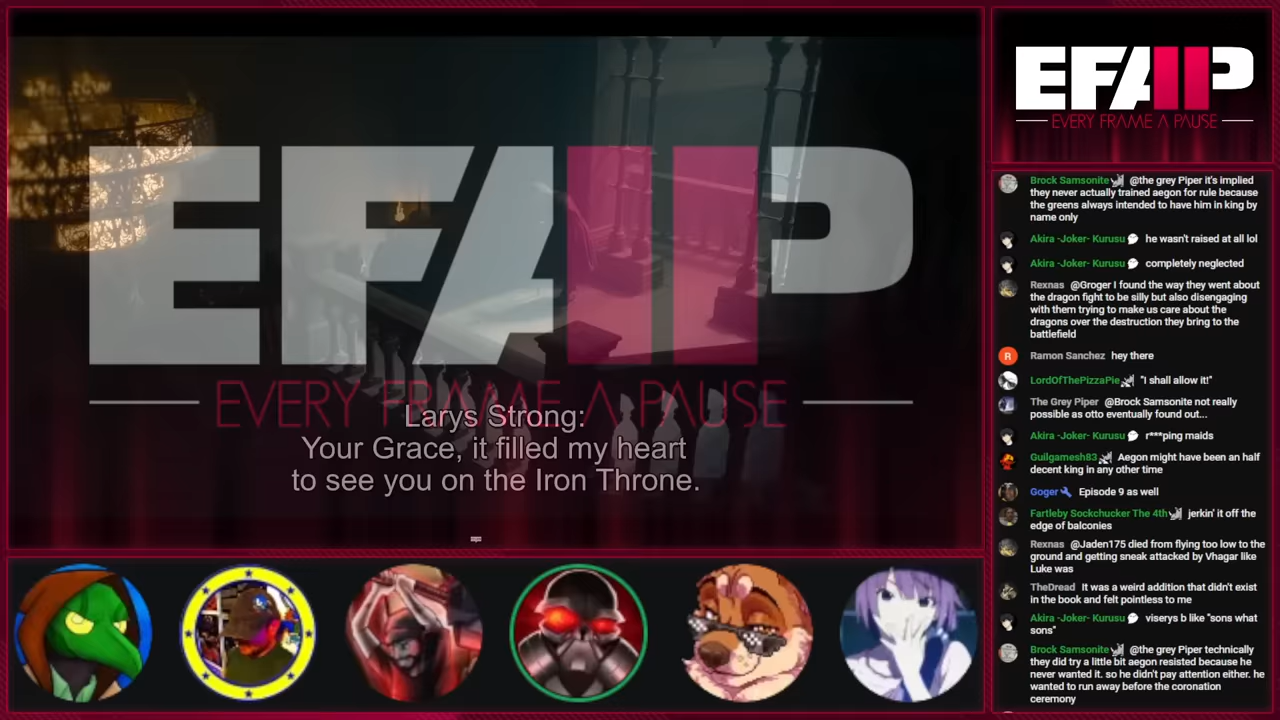 EFAP
EVERY FRAME A PAUSE
Larys Strong:
Your Grace, it filled my heart
to see you on the Iron Throne.
EFAP
EVERY FRAME A PAUSE
Brock Samsonite @the grey Piper it's implied
they never actually trained aegon for rule because
the greens always intended to have him in king by
name only
Akira -Joker- Kurusu he wasn't raised at all lol
Akira -Joker- Kurusu completely neglected
Rexnas @Groger I found the way they went about
the dragon fight to be silly but also disengaging
with them trying to make us care about the
dragons over the destruction they bring to the
battlefield
R
Ramon Sanchez hey there
LordOfThePizzaPie "I shall allow it!"
The Grey Piper @Brock Samsonite not really
possible as otto eventually found out...
Akira -Joker- Kurusu r***ping maids
Guilgamesh83 Aegon might have been an half
decent king in any other time
Goger Episode 9 as well
Fartleby Sockchucker The 4th jerkin' it off the
edge of balconies
Rexnas @Jaden175 died from flying too low to the
ground and getting sneak attacked by Vhagar like
Luke was
TheDread It was a weird addition that didn't exist
in the book and felt pointless to me
Akira -Joker- Kurusu viserys b like "sons what
sons"
Brock Samsonite @the grey Piper technically
they did try a little bit aegon resisted because he
never wanted it. so he didn't pay attention either. he
wanted to run away before the coronation
ceremony